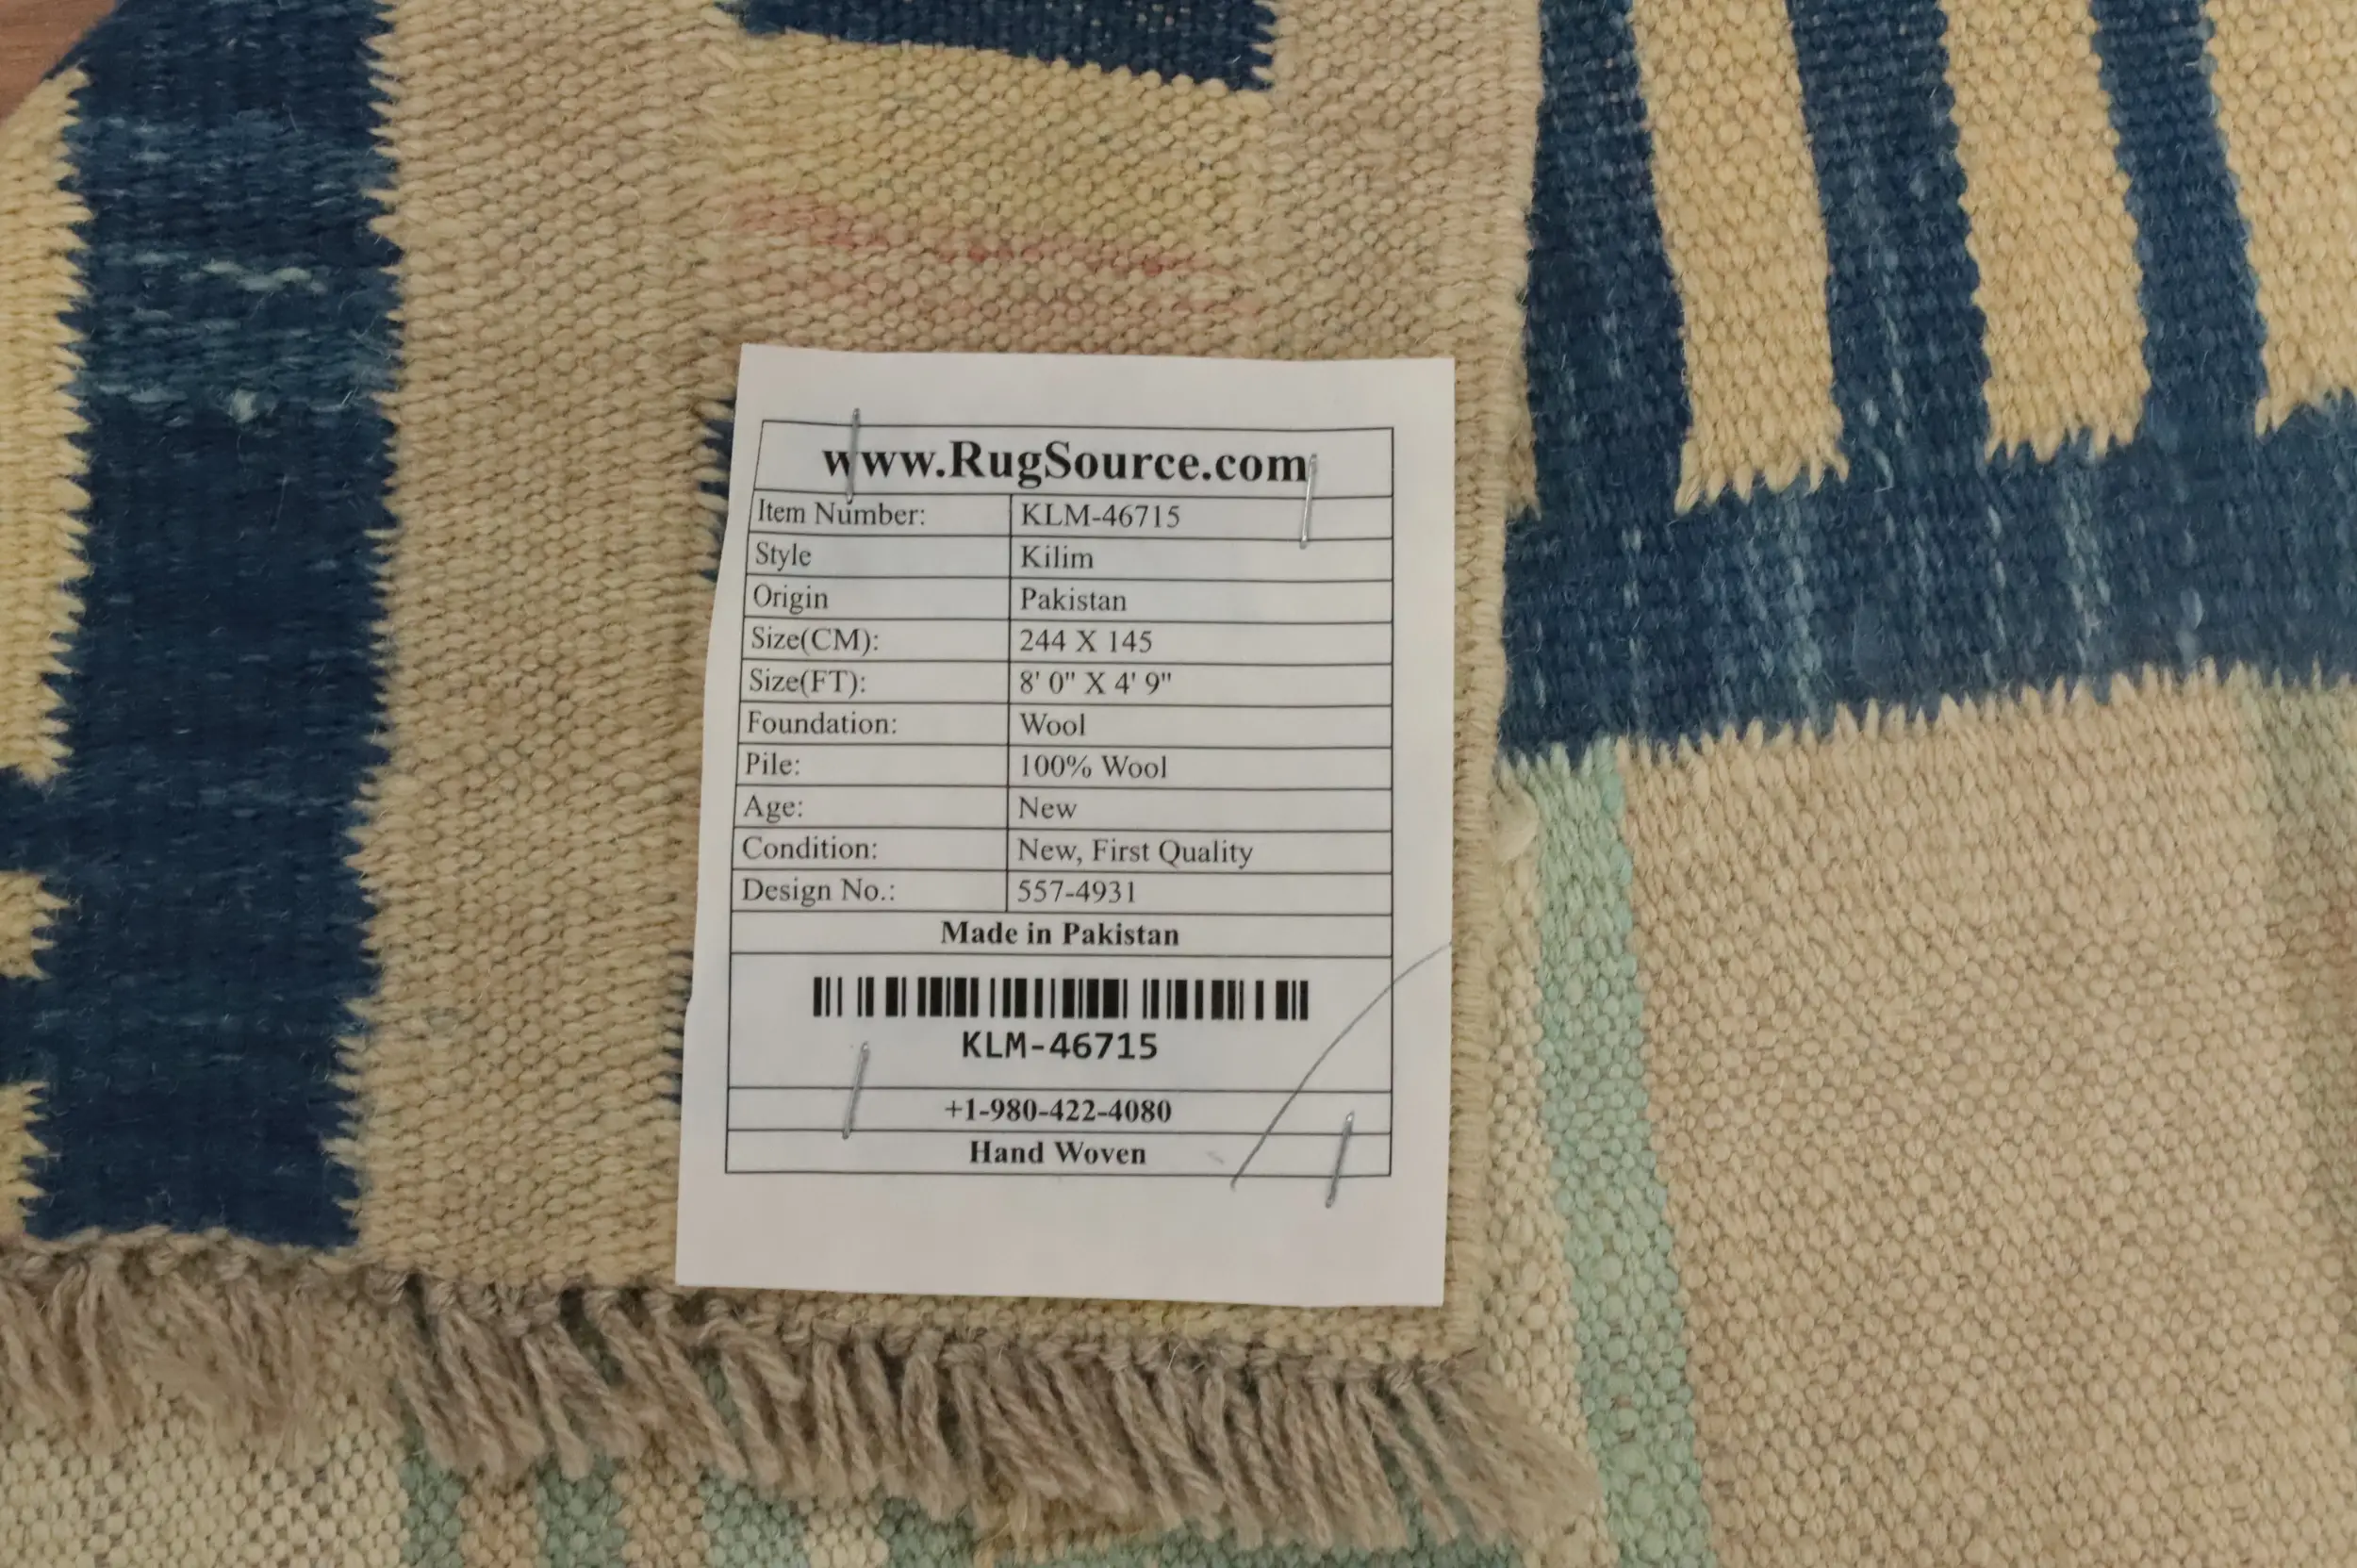 www.RugSource.com
Item Number: KLM-46715
Style Kilim
Origin Pakistan
Size(CM): 244 X 145
Size(FT): 8' 0" X 4' 9"
Foundation: Wool
Pile: 100% Wool
Age: New
Condition: New, First Quality
Design No.: 557-4931
Made in Pakistan
KLM-46715
+1-980-422-4080
Hand Woven